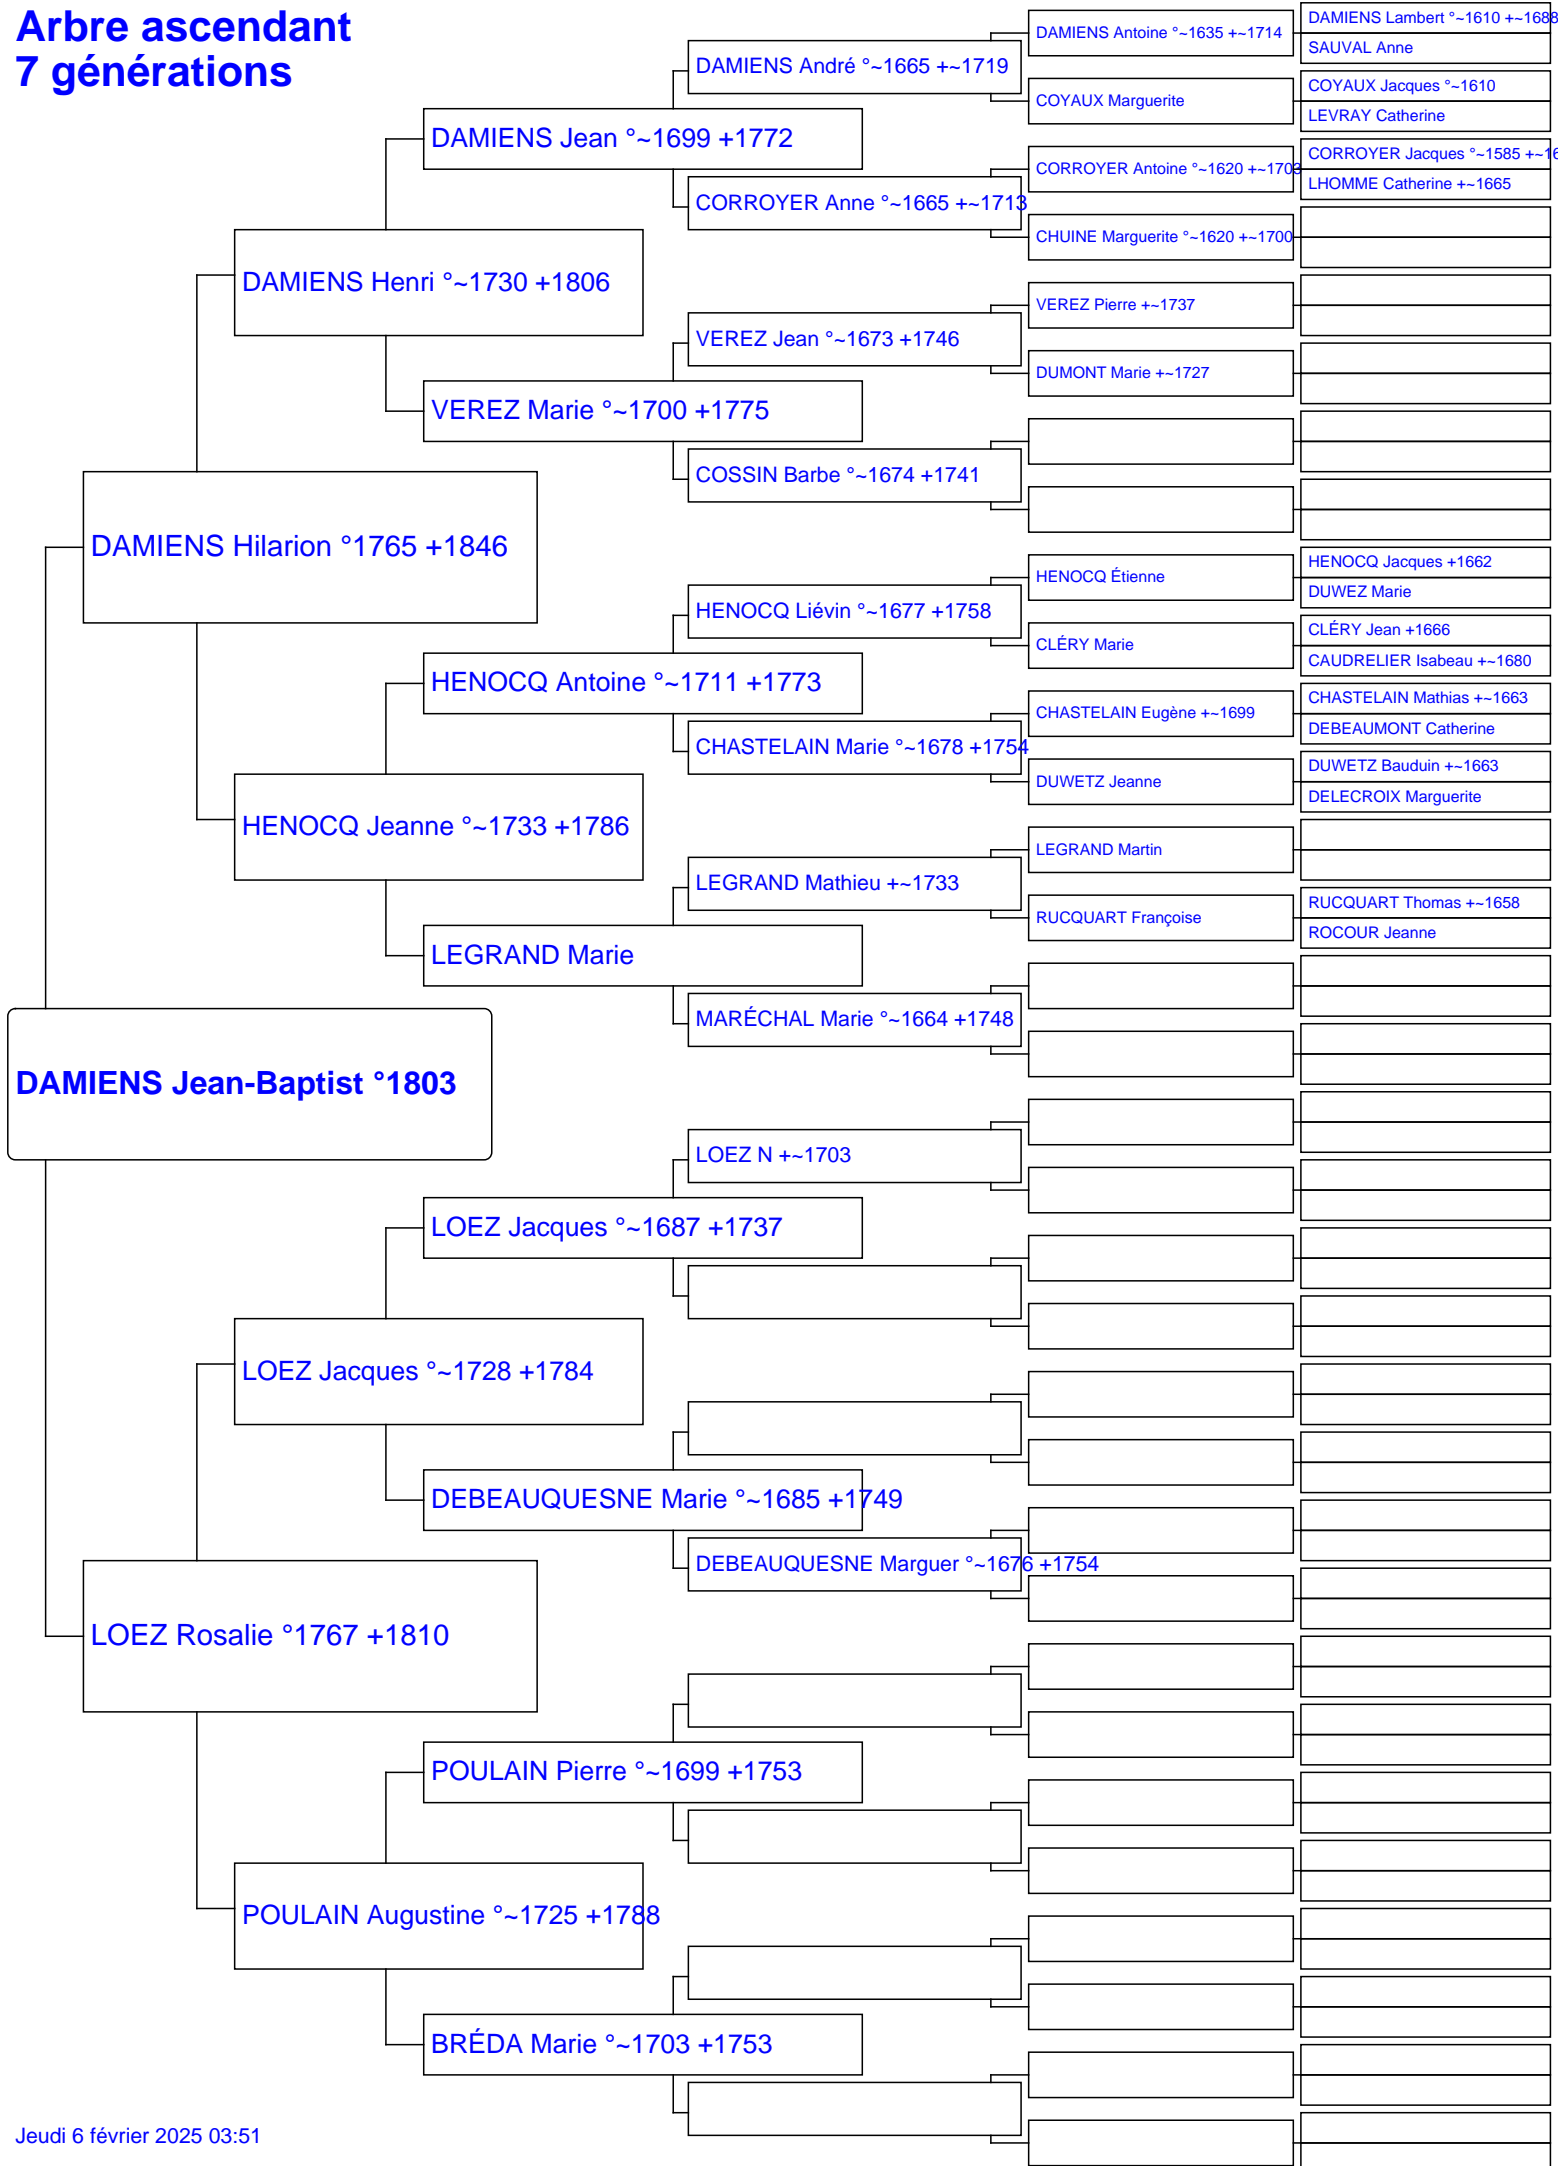 Arbre ascendant
7 générations
DAMIENS Jean-Baptist °1803
DAMIENS Hilarion °1765 +1846
LOEZ Rosalie °1767 +1810
DAMIENS Henri °~1730 +1806
HENOCQ Jeanne °~1733 +1786
LOEZ Jacques °~1728 +1784
POULAIN Augustine °~1725 +1788
DAMIENS Jean °~1699 +1772
VEREZ Marie °~1700 +1775
HENOCQ Antoine °~1711 +1773
LEGRAND Marie
LOEZ Jacques °~1687 +1737
DEBEAUQUESNE Marie °~1685 +1749
POULAIN Pierre °~1699 +1753
BRÉDA Marie °~1703 +1753
DAMIENS André °~1665 +~1719
CORROYER Anne °~1665 +~1713
VEREZ Jean °~1673 +1746
COSSIN Barbe °~1674 +1741
HENOCQ Liévin °~1677 +1758
CHASTELAIN Marie °~1678 +1754
LEGRAND Mathieu +~1733
MARÉCHAL Marie °~1664 +1748
LOEZ N +~1703
DEBEAUQUESNE Marguer °~1676 +1754
DAMIENS Antoine °~1635 +~1714
COYAUX Marguerite
CORROYER Antoine °~1620 +~1703
CHUINE Marguerite °~1620 +~1700
VEREZ Pierre +~1737
DUMONT Marie +~1727
HENOCQ Étienne
CLÉRY Marie
CHASTELAIN Eugène +~1699
DUWETZ Jeanne
LEGRAND Martin
RUCQUART Françoise
DAMIENS Lambert °~1610 +~1688
SAUVAL Anne
COYAUX Jacques °~1610
LEVRAY Catherine
CORROYER Jacques °~1585 +~16
LHOMME Catherine +~1665
HENOCQ Jacques +1662
DUWEZ Marie
CLÉRY Jean +1666
CAUDRELIER Isabeau +~1680
CHASTELAIN Mathias +~1663
DEBEAUMONT Catherine
DUWETZ Bauduin +~1663
DELECROIX Marguerite
RUCQUART Thomas +~1658
ROCOUR Jeanne
Jeudi 6 février 2025 03:51